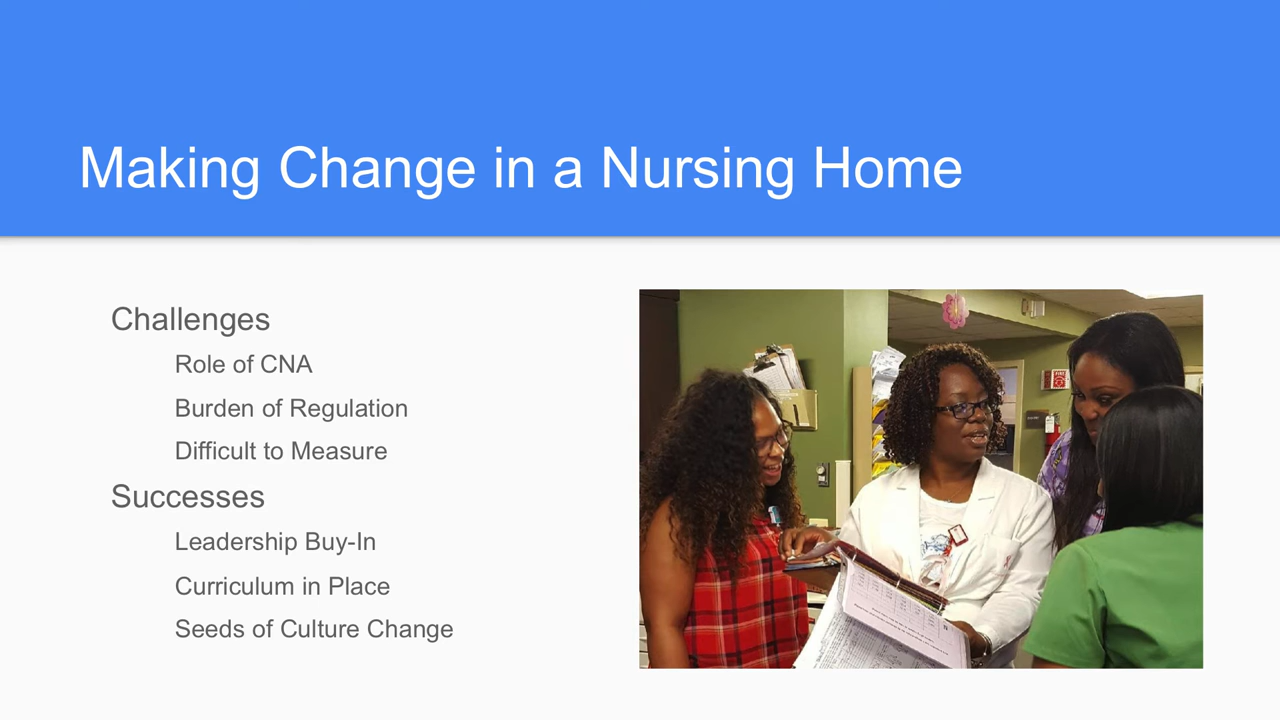 Making Change in a Nursing Home
Challenges
Role of CNA
Burden of Regulation
Difficult to Measure
Successes
Leadership Buy-In
Curriculum in Place
Seeds of Culture Change
FIRE